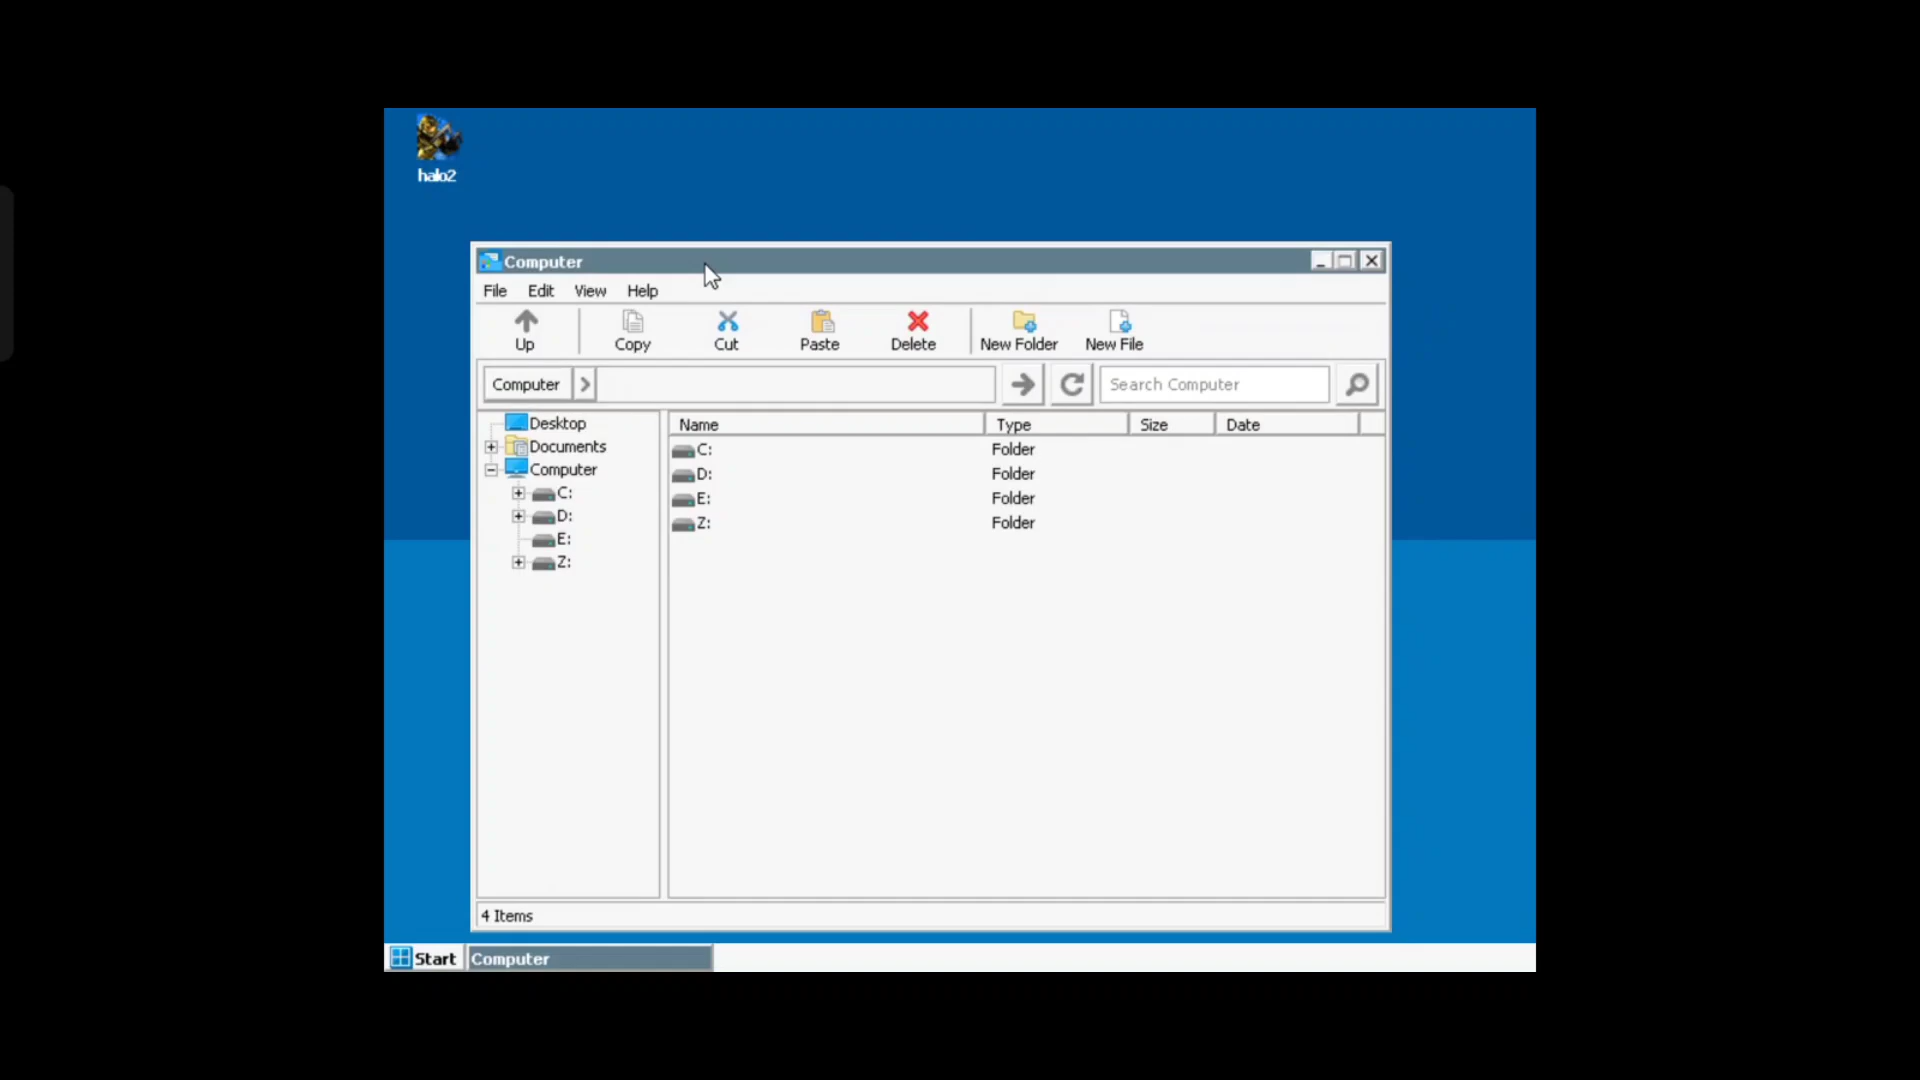 halo2
Computer
File Edit View Help
Up Copy Cut Paste Delete New Folder New File
Computer Search Computer
Desktop
Documents
Computer
C:
D:
E:
Z:
Name Type Size Date
C: Folder
D: Folder
E: Folder
Z: Folder
4 Items
Start Computer